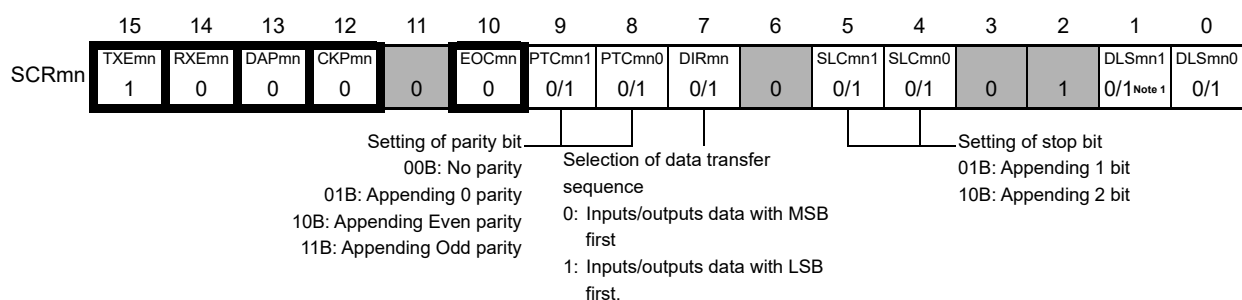 15 14 13 12 11 10 9 8 7 6 5 4 3 2 1 0
SCRmn TXEmn RXEmn DAPmn CKPmn EOCmn PTCmn1 PTCmn0 DIRmn SLCmn1 SLCmn0 DLSmn1 DLSmn0
1 0 0 0 0 0 0/1 0/1 0/1 0 0/1 0/1 0 1 0/1 Note 1 0/1
Setting of parity bit
00B: No parity
01B: Appending 0 parity
10B: Appending Even parity
11B: Appending Odd parity
Selection of data transfer
sequence
0: Inputs/outputs data with MSB
first
1: Inputs/outputs data with LSB
first.
Setting of stop bit
01B: Appending 1 bit
10B: Appending 2 bit